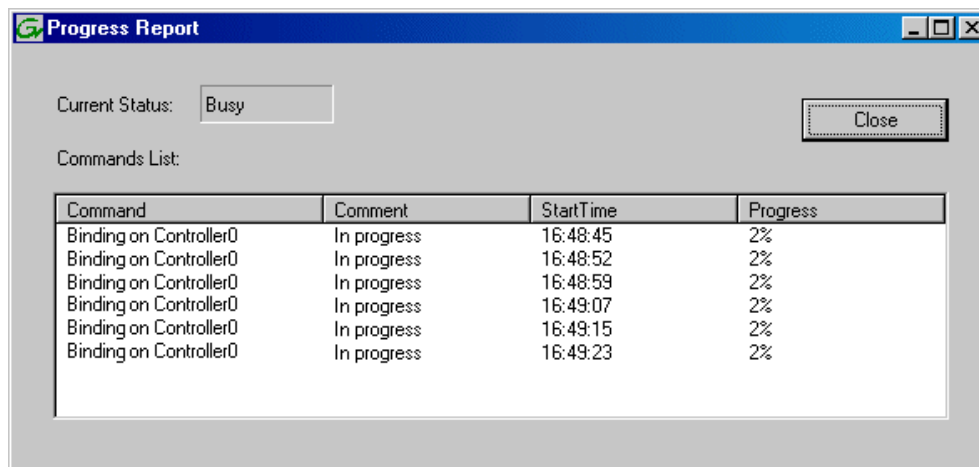 Progress Report
Current Status: Busy
Close
Commands List:
Command Comment StartTime Progress
Binding on Controller0 In progress 16:48:45 2%
Binding on Controller0 In progress 16:48:52 2%
Binding on Controller0 In progress 16:48:59 2%
Binding on Controller0 In progress 16:49:07 2%
Binding on Controller0 In progress 16:49:15 2%
Binding on Controller0 In progress 16:49:23 2%